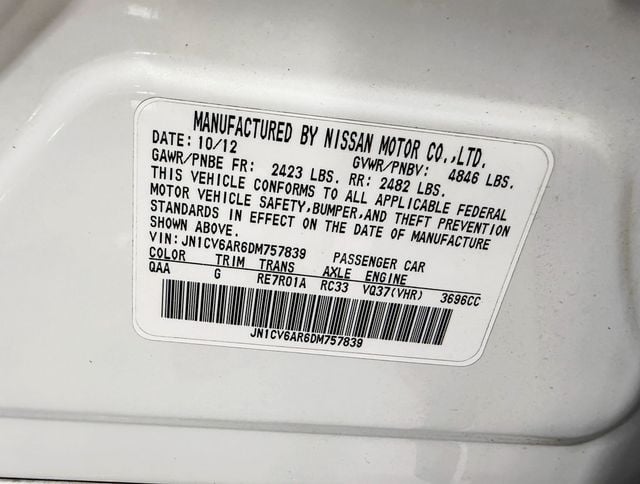 MANUFACTURED BY NISSAN MOTOR CO.,LTD.
DATE: 10/12 GVWR/PNBV: 4846 LBS.
GAWR/PNBE FR: 2423 LBS. RR: 2482 LBS.
THIS VEHICLE CONFORMS TO ALL APPLICABLE FEDERAL
MOTOR VEHICLE SAFETY,BUMPER,AND THEFT PREVENTION
STANDARDS IN EFFECT ON THE DATE OF MANUFACTURE
SHOWN ABOVE.
VIN: JN1CV6AR6DM757839 PASSENGER CAR
COLOR TRIM TRANS AXLE ENGINE
QAA G RE7R01A RC33 VQ37(VHR) 3696CC
JN1CV6AR6DM757839